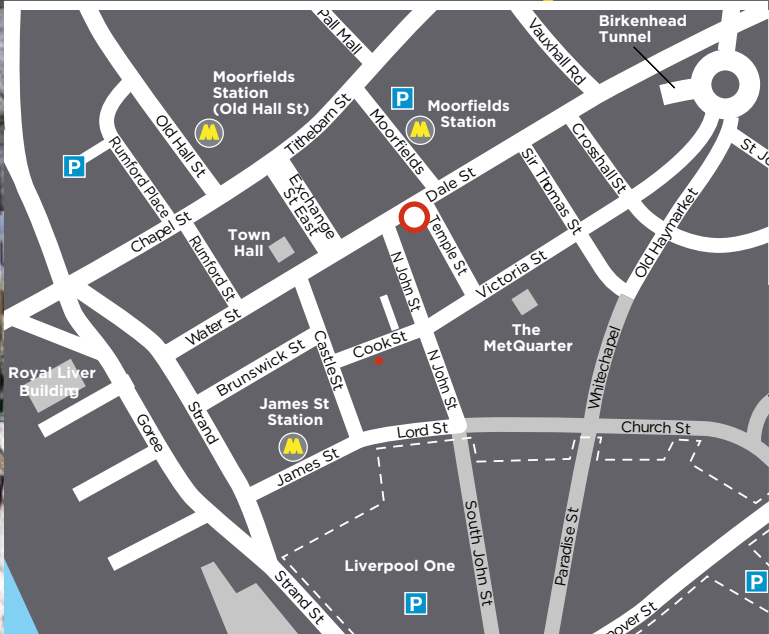 Birkenhead
Tunnel
Pall Mall
Vauxhall Rd
Moorfields
Station
(Old Hall St)
P
Moorfields
Station
Tithebarn St
Moorfields
Old Hall St
Crosshall St
St Jo
P
Rumford Place
Sir Thomas St
Dale St
Exchange
St East
Chapel St
Town
Hall
Temple St
Old Haymarket
Rumford St
N John St
Victoria St
Water St
The
MetQuarter
Castle St
Cook St
Brunswick St
Whitechapel
Royal Liver
Building
N John St
James St
Station
Strand
Goree
Lord St
Church St
James St
South John St
Paradise St
Liverpool One
P
P
Strand St
nover St